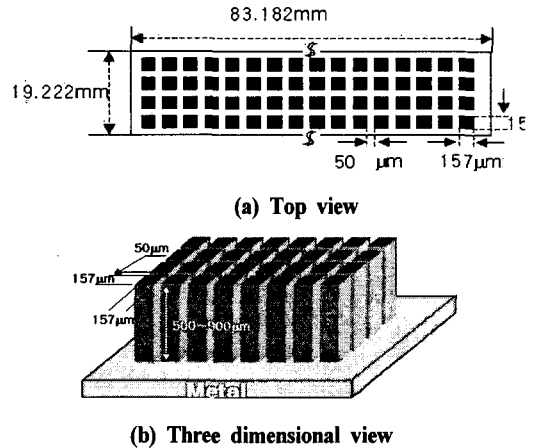 83.182mm
19.222mm
15
50 μm
157μm
(a) Top view
50μm
157μm
157μm
500~900μm
Metal
(b) Three dimensional view